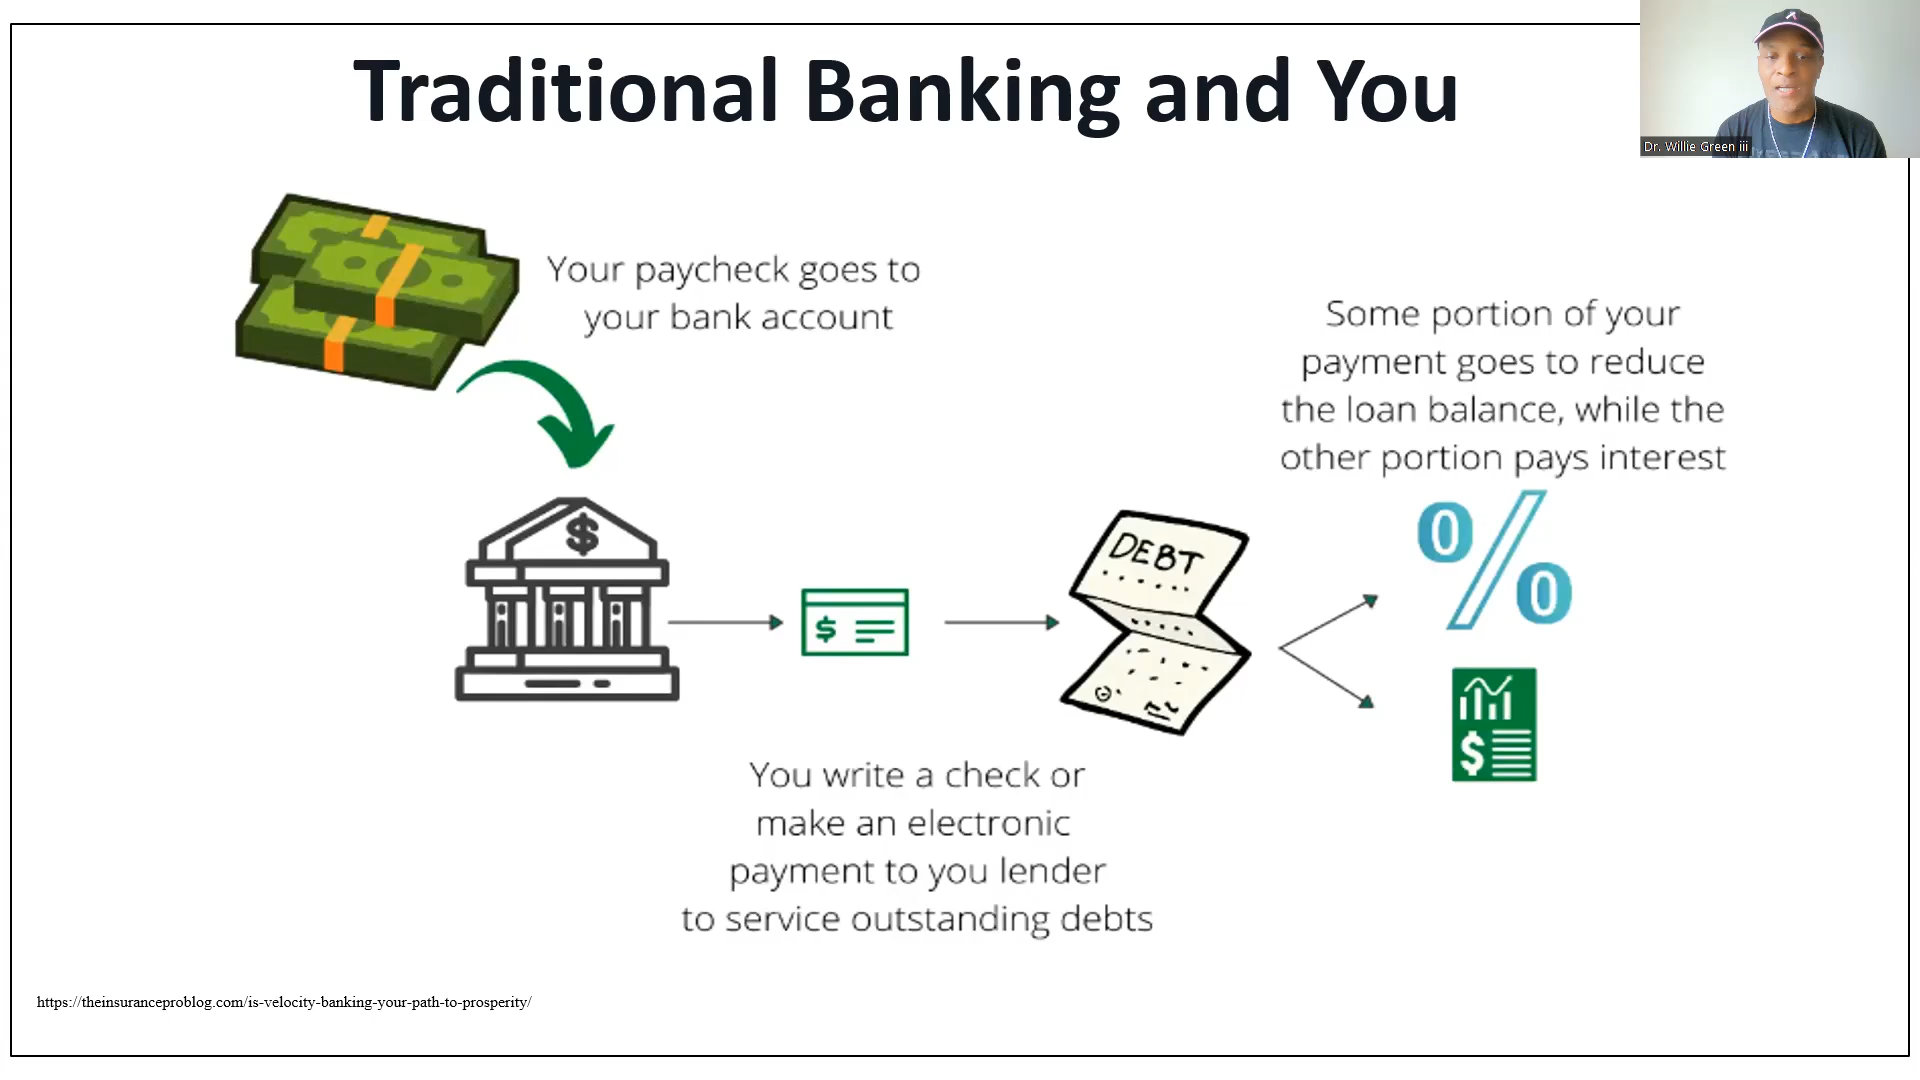 Traditional Banking and You
Dr. Willie Green iii
Your paycheck goes to
your bank account
Some portion of your
payment goes to reduce
the loan balance, while the
other portion pays interest
$
$
DEBT
%
$
You write a check or
make an electronic
payment to you lender
to service outstanding debts
https://theinsuranceproblog.com/is-velocity-banking-your-path-to-prosperity/